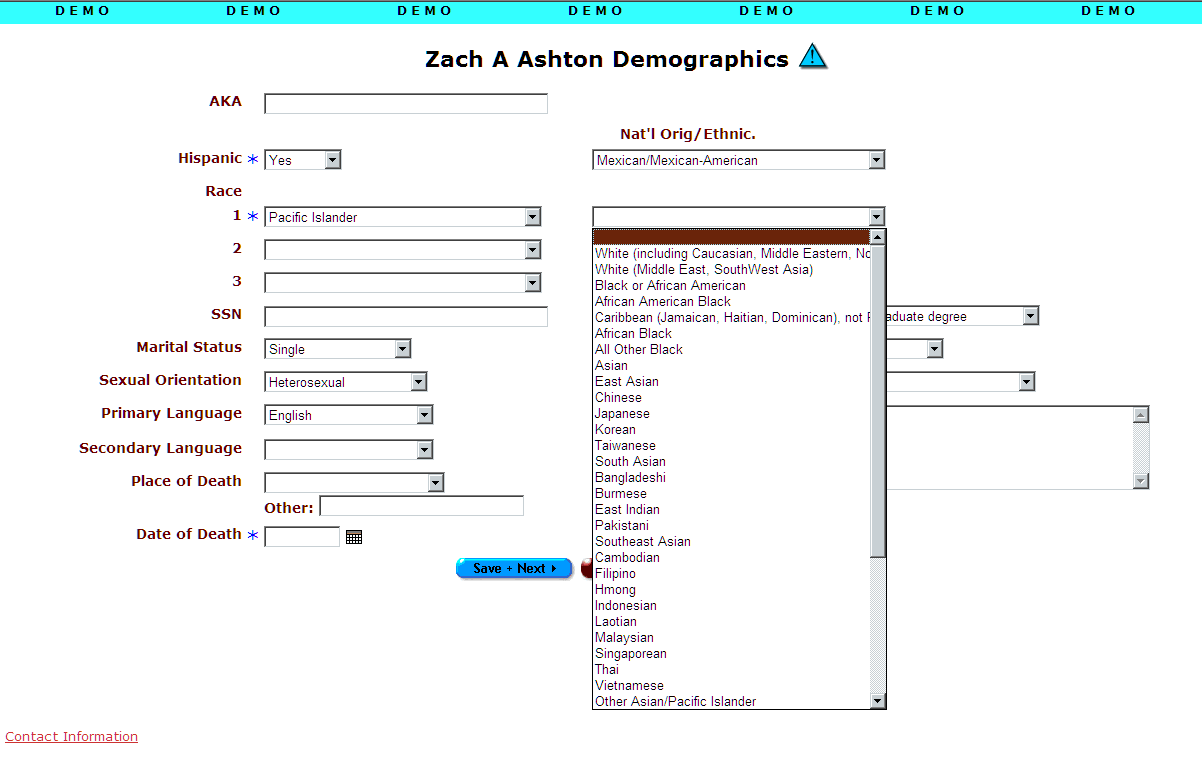 DEMO DEMO DEMO DEMO DEMO DEMO DEMO
Zach A Ashton Demographics
AKA
Nat'l Orig/Ethnic.
Hispanic * Yes Mexican/Mexican-American
Race
1 * Pacific Islander
2
3
SSN
Marital Status Single
Sexual Orientation Heterosexual
Primary Language English
Secondary Language
Place of Death
Other:
Date of Death *
Save + Next
White (including Caucasian, Middle Eastern, No
White (Middle East, SouthWest Asia)
Black or African American
African American Black
Caribbean (Jamaican, Haitian, Dominican), not
African Black
All Other Black
Asian
East Asian
Chinese
Japanese
Korean
Taiwanese
South Asian
Bangladeshi
Burmese
East Indian
Pakistani
Southeast Asian
Cambodian
Filipino
Hmong
Indonesian
Laotian
Malaysian
Singaporean
Thai
Vietnamese
Other Asian/Pacific Islander
aduate degree
Contact Information